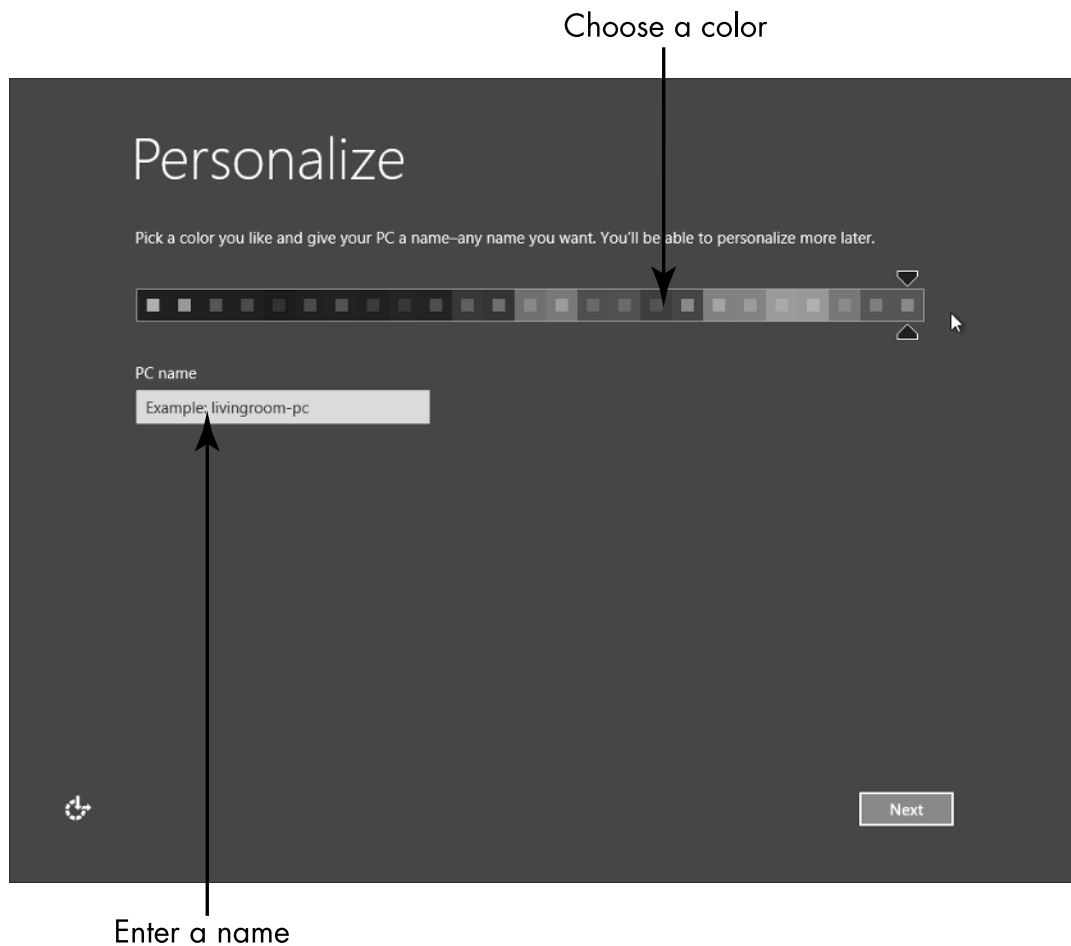 Choose a color
Personalize
Pick a color you like and give your PC a name–any name you want. You'll be able to personalize more later.
PC name
Example: livingroom-pc
Next
Enter a name